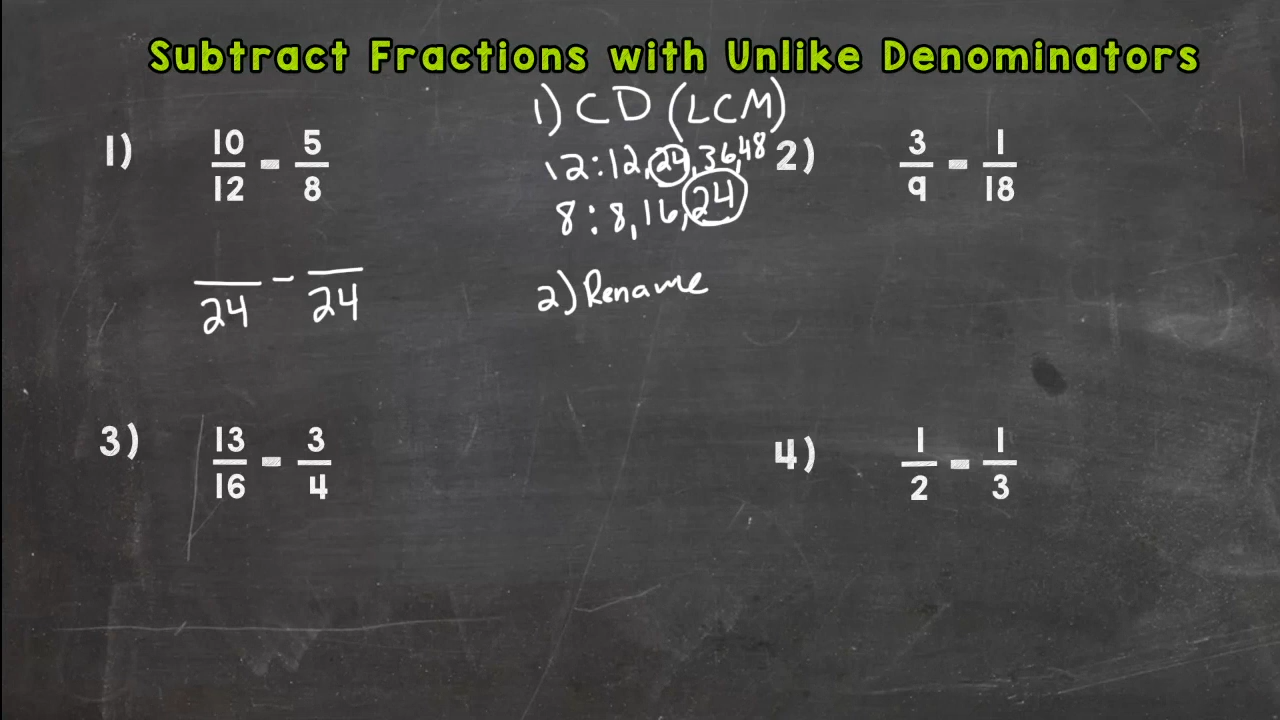 Subtract Fractions with Unlike Denominators
1) 10/12 - 5/8
1) CD (LCM)
12: 12, 24, 36, 48
8: 8, 16, 24
__/24 - __/24
2) Rename
2) 3/9 - 1/18
3) 13/16 - 3/4
4) 1/2 - 1/3